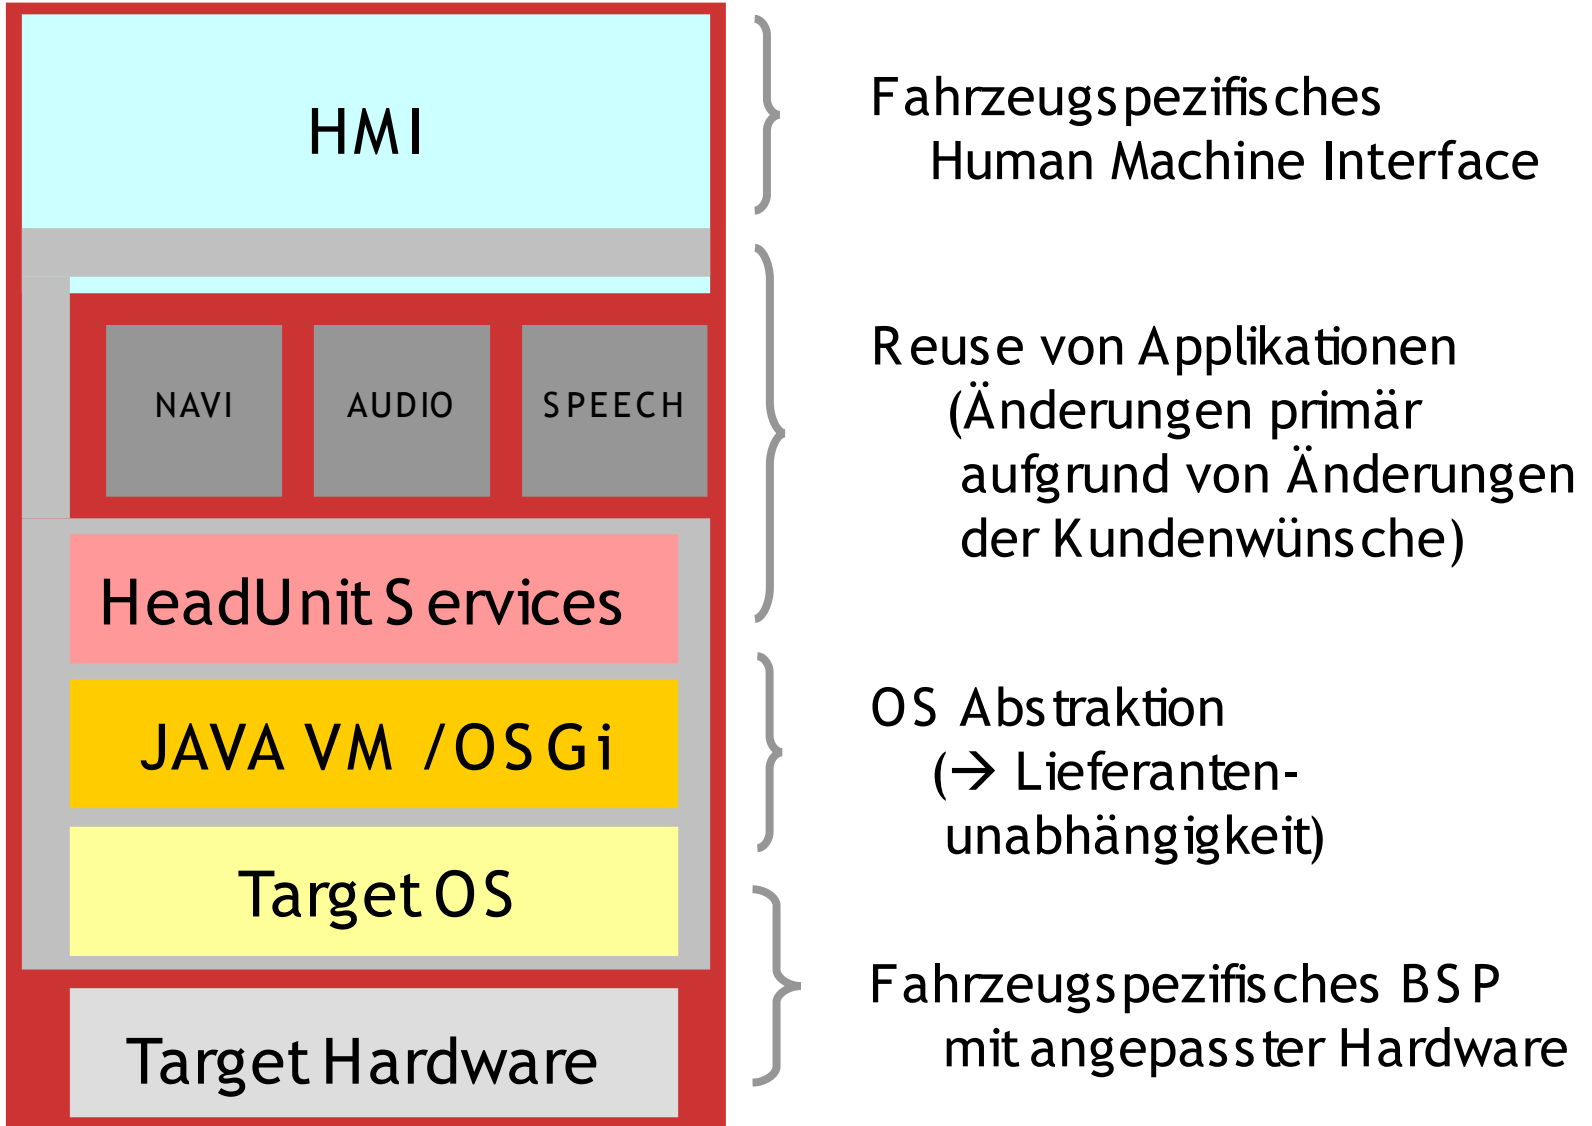 HMI
Fahrzeugspezifisches
Human Machine Interface
NAVI
AUDIO
SPEECH
Reuse von Applikationen
(Änderungen primär
aufgrund von Änderungen
der Kundenwünsche)
HeadUnit Services
JAVA VM / OSGi
OS Abstraktion
(→ Lieferanten-
unabhängigkeit)
Target OS
Target Hardware
Fahrzeugspezifisches BSP
mit angepasster Hardware